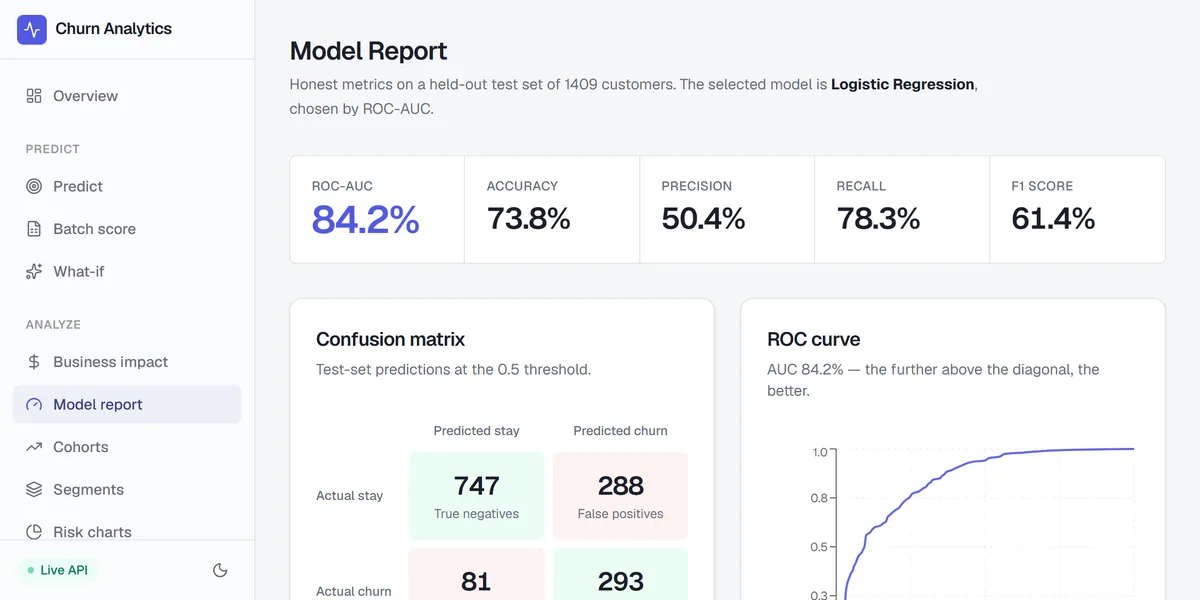 Churn Analytics
Overview
PREDICT
Predict
Batch score
What-if
ANALYZE
Business impact
Model report
Cohorts
Segments
Risk charts
Live API
Model Report
Honest metrics on a held-out test set of 1409 customers. The selected model is Logistic Regression,
chosen by ROC-AUC.
ROC-AUC
84.2%
ACCURACY
73.8%
PRECISION
50.4%
RECALL
78.3%
F1 SCORE
61.4%
Confusion matrix
Test-set predictions at the 0.5 threshold.
Predicted stay
Predicted churn
Actual stay
747
True negatives
288
False positives
Actual churn
81
293
ROC curve
AUC 84.2% — the further above the diagonal, the
better.
1.0
0.8
0.5
0.3